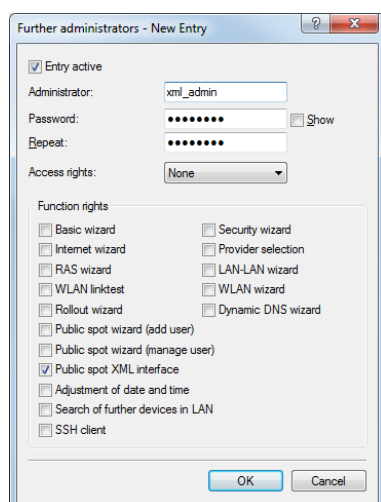 Further administrators - New Entry
Entry active
Administrator: xml_admin
Password: ●●●●●●●● Show
Repeat: ●●●●●●●●
Access rights: None
Function rights
Basic wizard Security wizard
Internet wizard Provider selection
RAS wizard LAN-LAN wizard
WLAN linktest WLAN wizard
Rollout wizard Dynamic DNS wizard
Public spot wizard (add user)
Public spot wizard (manage user)
Public spot XML interface
Adjustment of date and time
Search of further devices in LAN
SSH client
OK Cancel